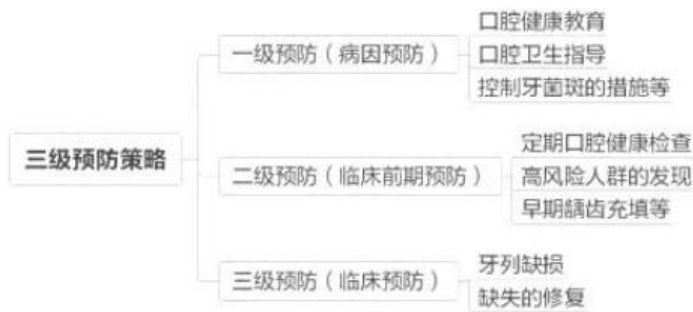 三级预防策略
一级预防（病因预防）
口腔健康教育
口腔卫生指导
控制牙菌斑的措施等
二级预防（临床前期预防）
定期口腔健康检查
高风险人群的发现
早期龋齿充填等
三级预防（临床预防）
牙列缺损
缺失的修复